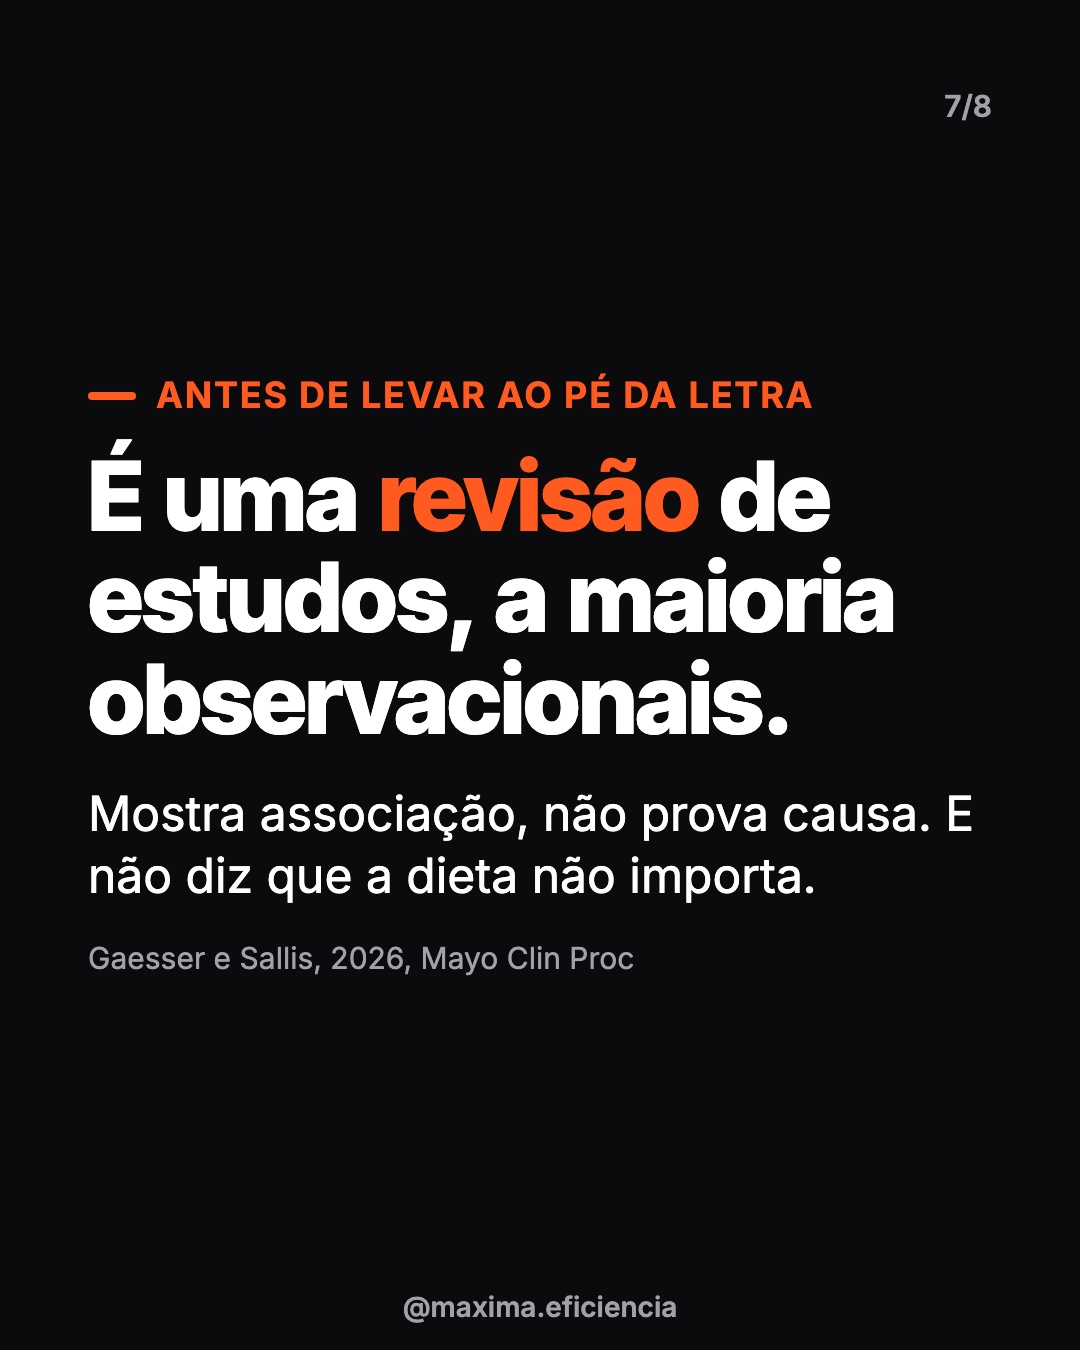 7/8
ANTES DE LEVAR AO PÉ DA LETRA
É uma revisão de
estudos, a maioria
observacionais.
Mostra associação, não prova causa. E
não diz que a dieta não importa.
Gaesser e Sallis, 2026, Mayo Clin Proc
@maxima.eficiencia